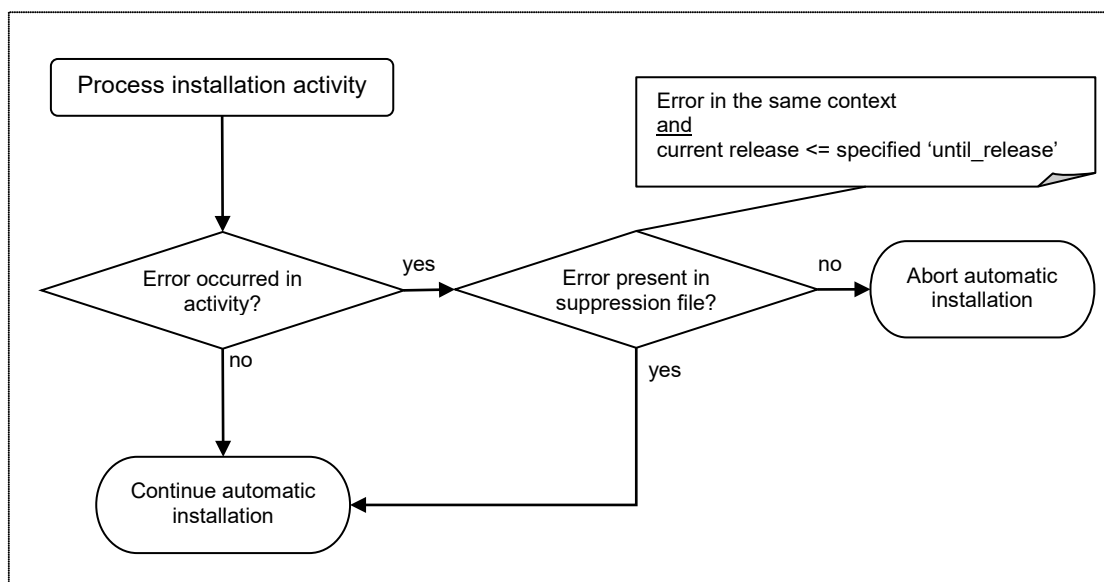 Process installation activity
Error in the same context
and
current release <= specified ‘until_release’
Error occurred in
activity?
yes
Error present in
suppression file?
no
Abort automatic
installation
no
yes
Continue automatic
installation